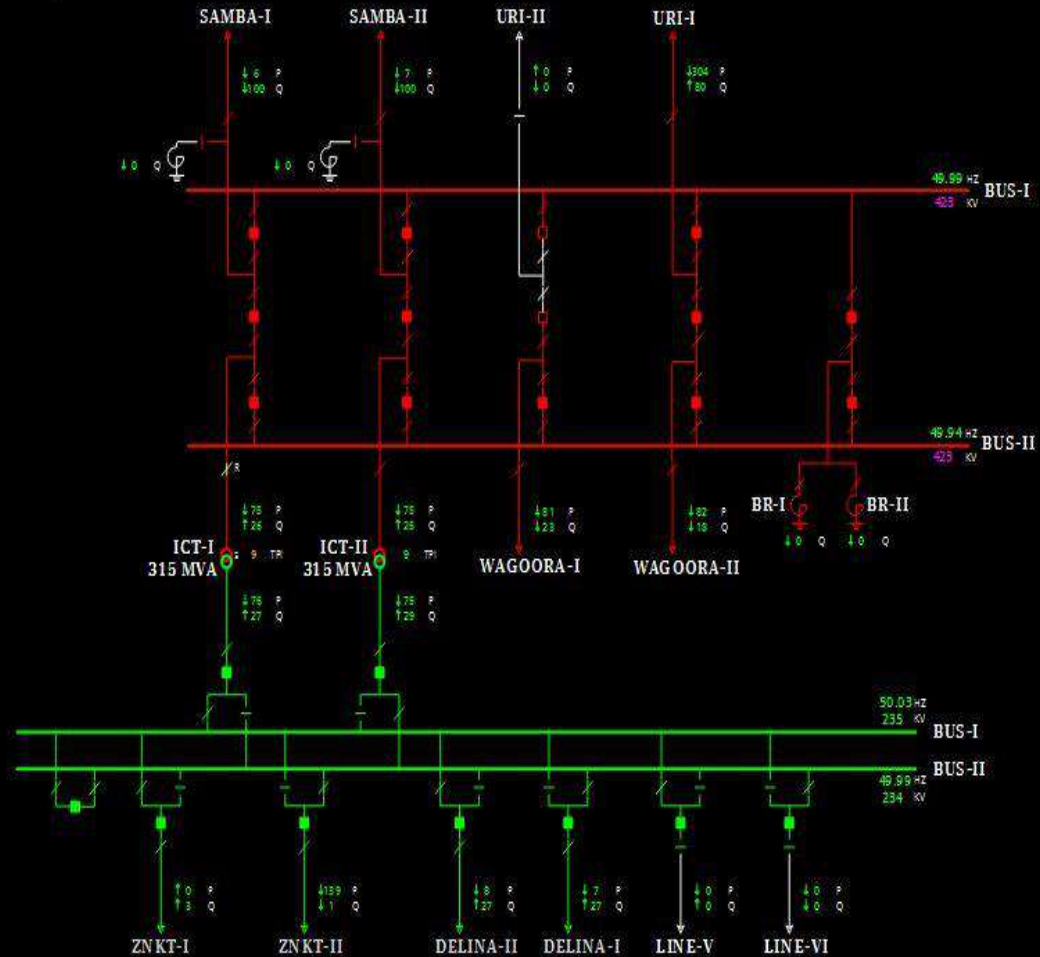 SAMBA-I SAMBA-II URI-II URI-I
↓ 6 P ↓ 7 P ↑ 0 P ↓304 P
↓100 Q ↓100 Q ↓ 0 Q ↑ 80 Q
↓ 0 Q ↓ 0 Q
49.99 HZ
BUS-I
423 KV
49.94 HZ
BUS-II
423 KV
R
BR-I BR-II
↓ 0 Q ↓ 0 Q
↓ 75 P ↓ 75 P ↓ 81 P ↓ 82 P
↑ 26 Q ↑ 26 Q ↓ 23 Q ↓ 18 Q
ICT-I 9 TPI ICT-II 9 TPI
315 MVA 315 MVA
WAGOORA-I WAGOORA-II
↓ 76 P ↓ 75 P
↑ 27 Q ↑ 29 Q
50.03 HZ
235 KV
BUS-I
BUS-II
49.99 HZ
234 KV
↑ 0 P ↓139 P ↓ 8 P ↓ 7 P ↓ 0 P ↓ 0 P
↑ 3 Q ↓ 1 Q ↑ 27 Q ↑ 27 Q ↑ 0 Q ↓ 0 Q
ZNKT-I ZNKT-II DELINA-II DELINA-I LINE-V LINE-VI